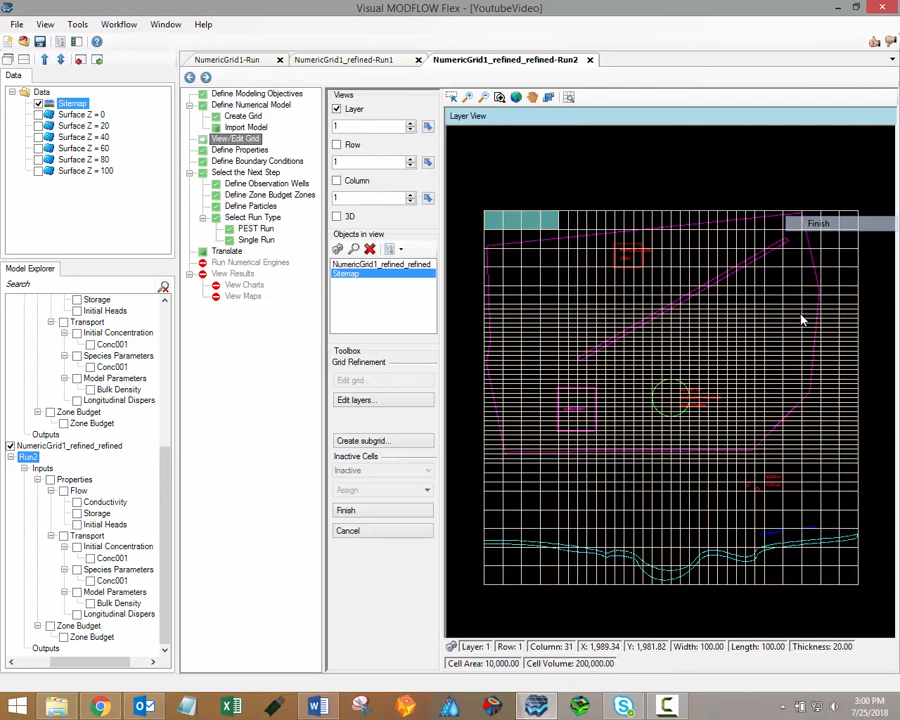 Visual MODFLOW Flex - [YoutubeVideo]
File View Tools Workflow Window Help
Data
Data
Sitemap
Surface Z = 0
Surface Z = 20
Surface Z = 40
Surface Z = 60
Surface Z = 80
Surface Z = 100
Model Explorer
Search
Storage
Initial Heads
Transport
Initial Concentration
Conc001
Species Parameters
Conc001
Model Parameters
Bulk Density
Longitudinal Dispers
Zone Budget
Zone Budget
Outputs
NumericGrid1_refined_refined
Run2
Inputs
Properties
Flow
Conductivity
Storage
Initial Heads
Transport
Initial Concentration
Conc001
Species Parameters
Conc001
Model Parameters
Bulk Density
Longitudinal Dispers
Zone Budget
Zone Budget
Outputs
NumericGrid1-Run NumericGrid1_refined-Run1 NumericGrid1_refined_refined-Run2
Define Modeling Objectives
Define Numerical Model
Create Grid
Import Model
View/Edit Grid
Define Properties
Define Boundary Conditions
Select the Next Step
Define Observation Wells
Define Zone Budget Zones
Define Particles
Select Run Type
PEST Run
Single Run
Translate
Run Numerical Engines
View Results
View Charts
View Maps
Views
Layer
1
Row
1
Column
1
3D
Objects in view
NumericGrid1_refined_refined
Sitemap
Toolbox
Grid Refinement
Edit grid...
Edit layers...
Create subgrid...
Inactive Cells
Inactive
Assign
Finish
Cancel
Layer View
Finish
Layer: 1 Row: 1 Column: 31 X: 1,989.34 Y: 1,981.82 Width: 100.00 Length: 100.00 Thickness: 20.00
Cell Area: 10,000.00 Cell Volume: 200,000.00
3:00 PM
7/25/2018